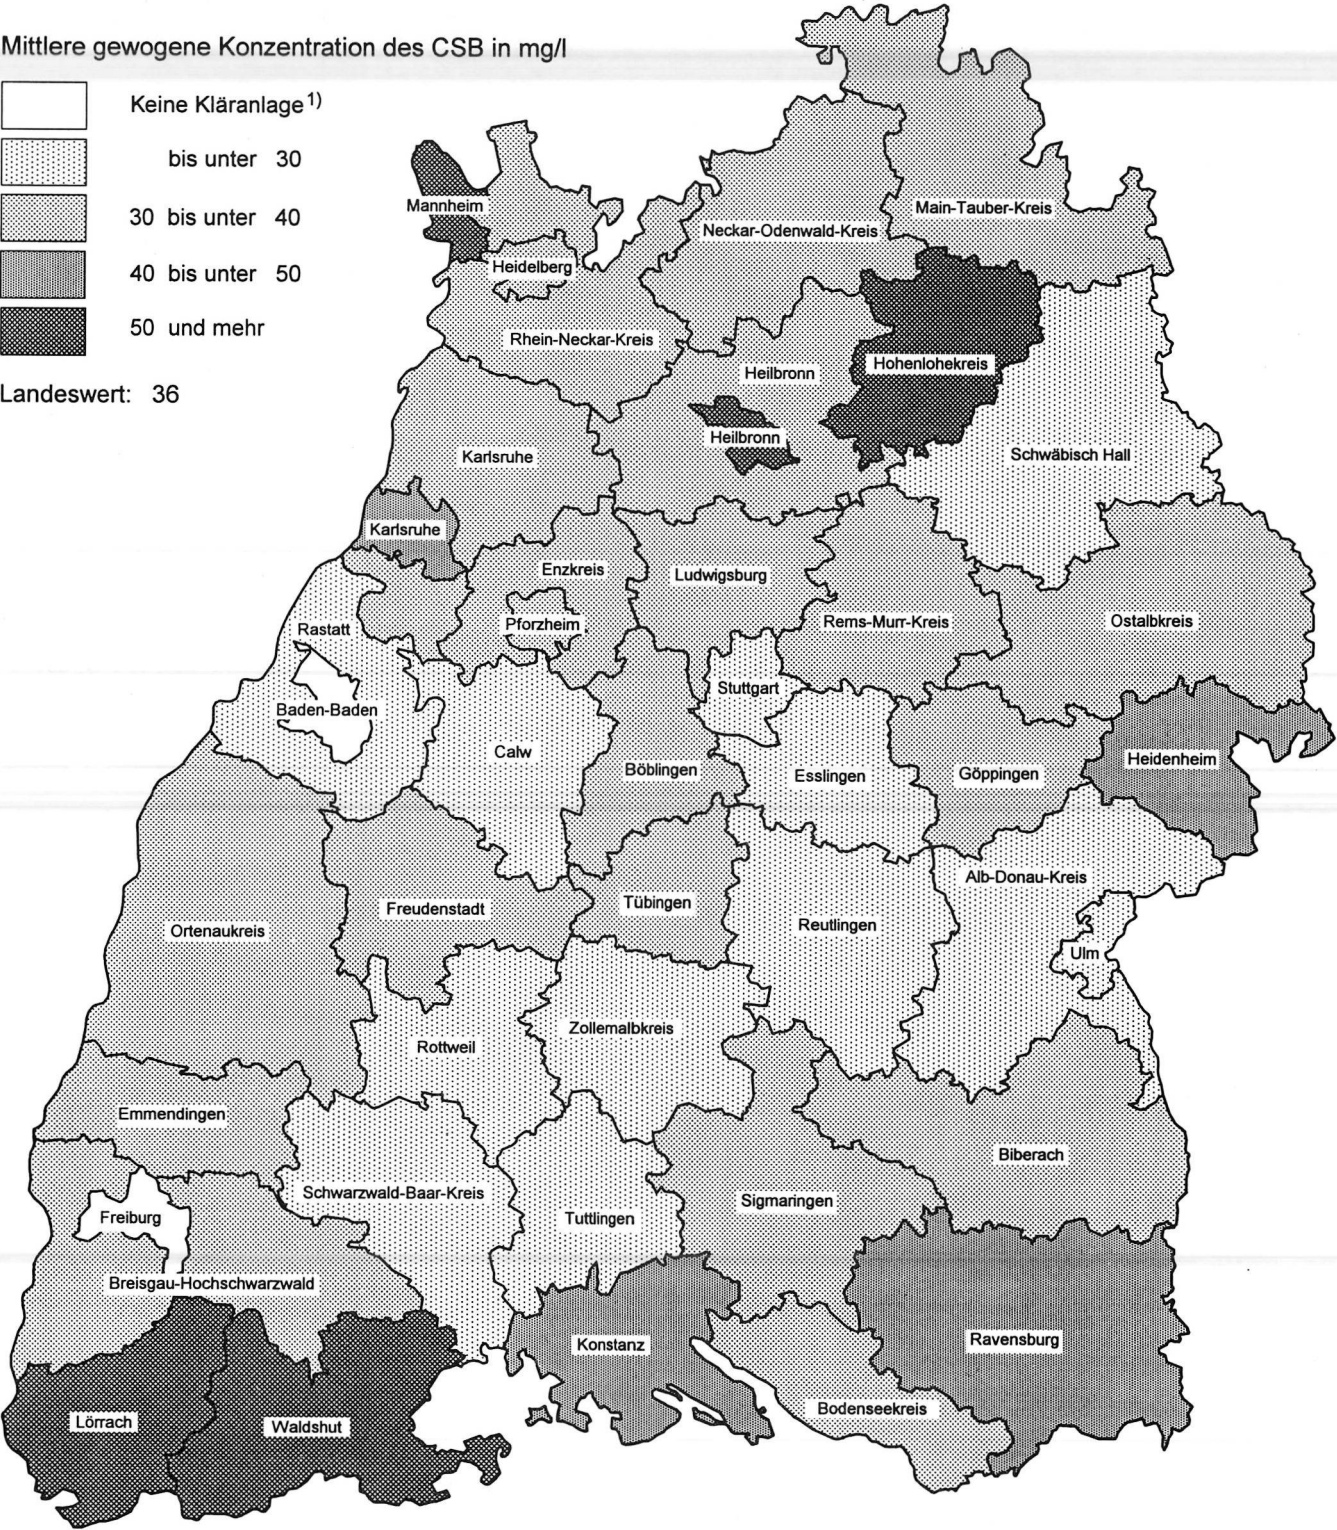 Mittlere gewogene Konzentration des CSB in mg/l
Keine Kläranlage 1)
bis unter 30
30 bis unter 40
40 bis unter 50
50 und mehr
Landeswert: 36
Mannheim
Main-Tauber-Kreis
Neckar-Odenwald-Kreis
Heidelberg
Rhein-Neckar-Kreis
Hohenlohekreis
Heilbronn
Heilbronn
Schwäbisch Hall
Karlsruhe
Karlsruhe
Enzkreis
Ludwigsburg
Pforzheim
Rems-Murr-Kreis
Ostalbkreis
Rastatt
Stuttgart
Baden-Baden
Calw
Böblingen
Esslingen
Göppingen
Heidenheim
Alb-Donau-Kreis
Freudenstadt
Tübingen
Reutlingen
Ortenaukreis
Ulm
Zollernalbkreis
Rottweil
Emmendingen
Biberach
Schwarzwald-Baar-Kreis
Sigmaringen
Freiburg
Tuttlingen
Breisgau-Hochschwarzwald
Konstanz
Ravensburg
Bodenseekreis
Lörrach
Waldshut